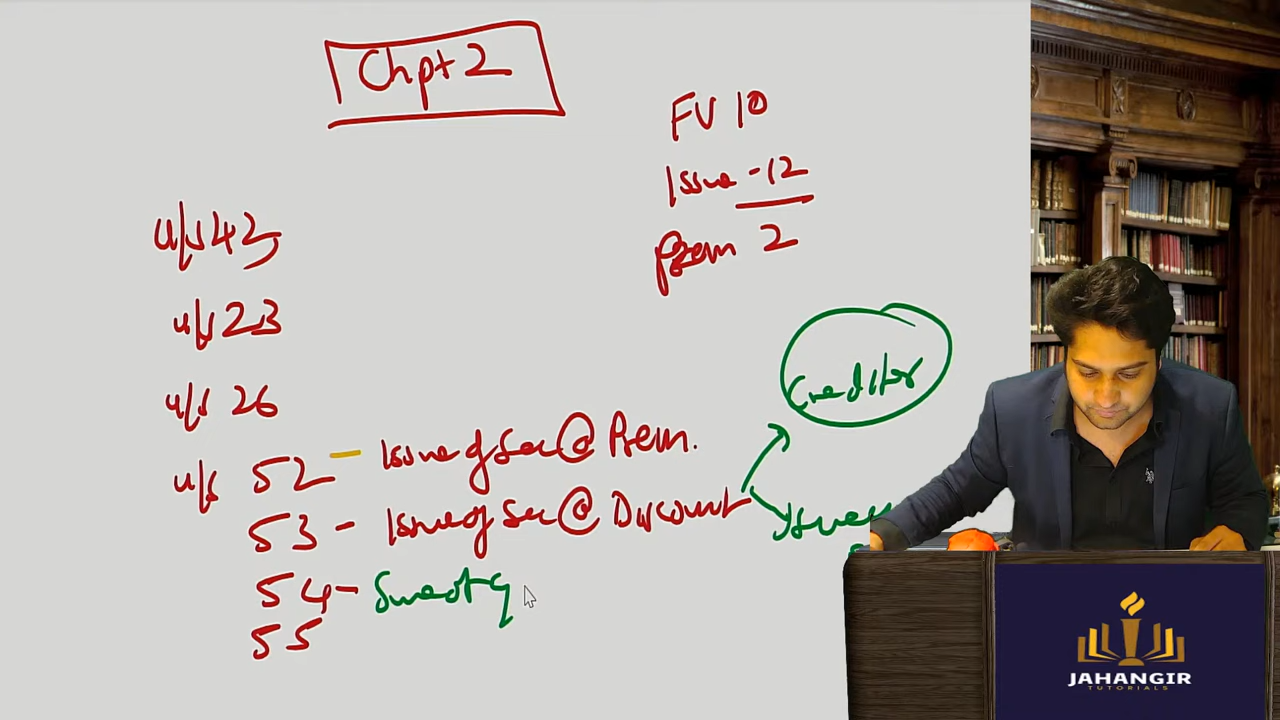 Chpt 2
FV 10
Issue - 12
Prem 2
u/s 42
u/s 23
u/s 26
Creditor
u/s 52 - Issue of Sec @ Prem.
53 - Issue of Sec @ Discount
54 - Sweat q
55
JAHANGIR
TUTORIALS